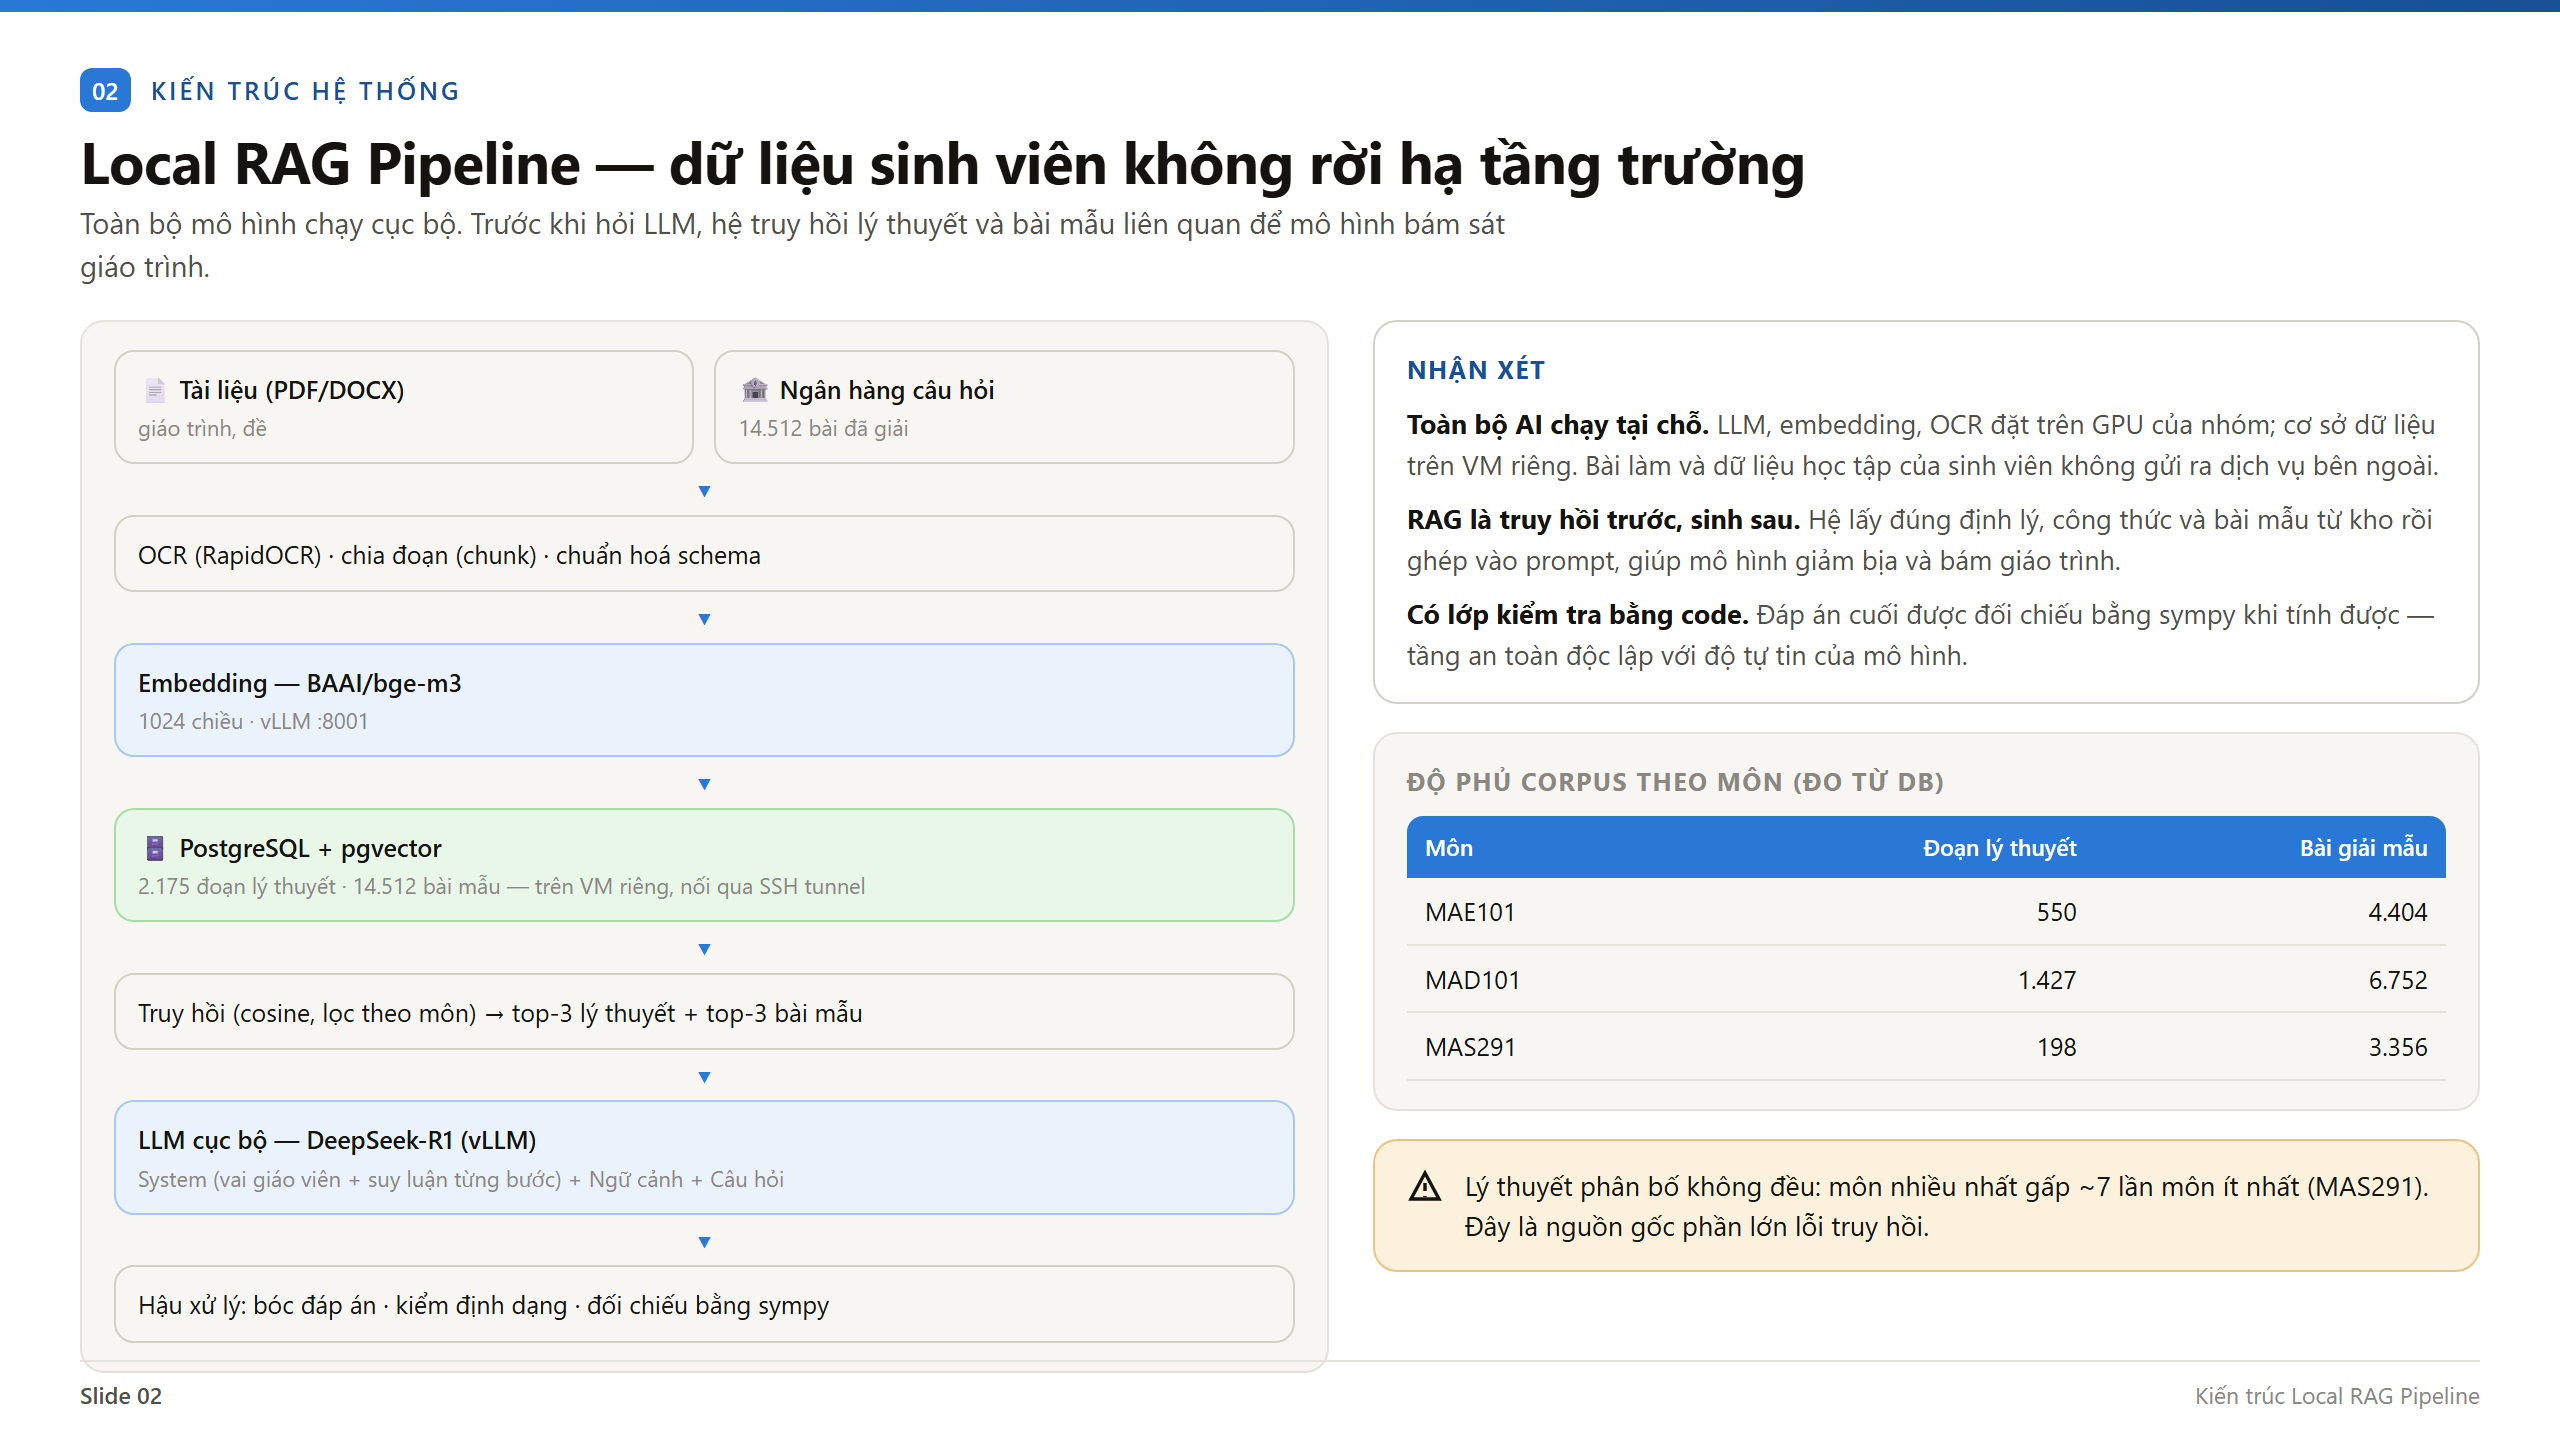 02 KIẾN TRÚC HỆ THỐNG
Local RAG Pipeline — dữ liệu sinh viên không rời hạ tầng trường
Toàn bộ mô hình chạy cục bộ. Trước khi hỏi LLM, hệ truy hồi lý thuyết và bài mẫu liên quan để mô hình bám sát
giáo trình.
Tài liệu (PDF/DOCX)
giáo trình, đề
Ngân hàng câu hỏi
14.512 bài đã giải
▼
OCR (RapidOCR) · chia đoạn (chunk) · chuẩn hoá schema
▼
Embedding — BAAI/bge-m3
1024 chiều · vLLM :8001
▼
PostgreSQL + pgvector
2.175 đoạn lý thuyết · 14.512 bài mẫu — trên VM riêng, nối qua SSH tunnel
▼
Truy hồi (cosine, lọc theo môn) → top-3 lý thuyết + top-3 bài mẫu
▼
LLM cục bộ — DeepSeek-R1 (vLLM)
System (vai giáo viên + suy luận từng bước) + Ngữ cảnh + Câu hỏi
▼
Hậu xử lý: bóc đáp án · kiểm định dạng · đối chiếu bằng sympy
NHẬN XÉT
Toàn bộ AI chạy tại chỗ. LLM, embedding, OCR đặt trên GPU của nhóm; cơ sở dữ liệu
trên VM riêng. Bài làm và dữ liệu học tập của sinh viên không gửi ra dịch vụ bên ngoài.
RAG là truy hồi trước, sinh sau. Hệ lấy đúng định lý, công thức và bài mẫu từ kho rồi
ghép vào prompt, giúp mô hình giảm bịa và bám giáo trình.
Có lớp kiểm tra bằng code. Đáp án cuối được đối chiếu bằng sympy khi tính được —
tầng an toàn độc lập với độ tự tin của mô hình.
ĐỘ PHỦ CORPUS THEO MÔN (ĐO TỪ DB)
Môn Đoạn lý thuyết Bài giải mẫu
MAE101 550 4.404
MAD101 1.427 6.752
MAS291 198 3.356
Lý thuyết phân bố không đều: môn nhiều nhất gấp ~7 lần môn ít nhất (MAS291).
Đây là nguồn gốc phần lớn lỗi truy hồi.
Slide 02
Kiến trúc Local RAG Pipeline